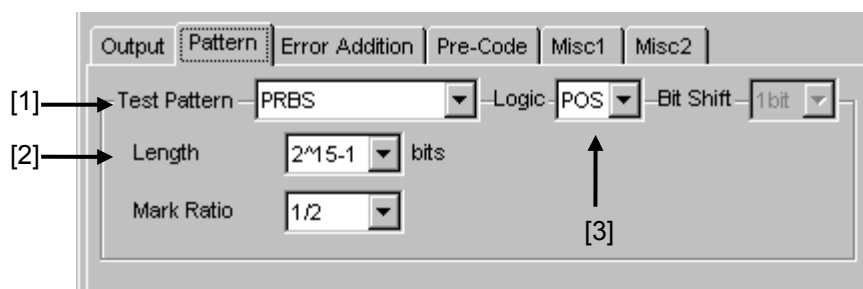 Output Pattern Error Addition Pre-Code Misc1 Misc2
[1] Test Pattern PRBS Logic POS Bit Shift 1bit
[2] Length 2^15-1 bits
Mark Ratio 1/2
[3]